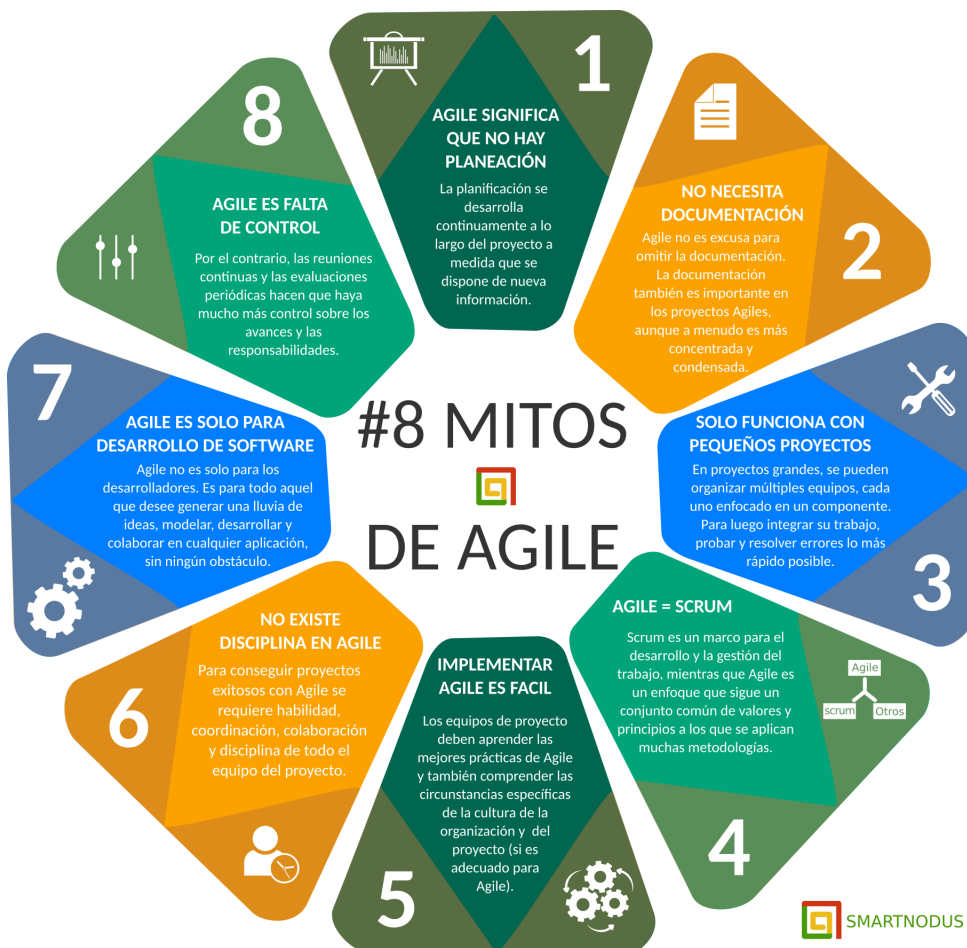 #8 MITOS
DE AGILE
1
AGILE SIGNIFICA
QUE NO HAY
PLANEACIÓN
La planificación se
desarrolla
continuamente a lo
largo del proyecto a
medida que se
dispone de nueva
información.
2
NO NECESITA
DOCUMENTACIÓN
Agile no es excusa para
omitir la documentación.
La documentación
también es importante en
los proyectos Agiles,
aunque a menudo es más
concentrada y
condensada.
3
SOLO FUNCIONA CON
PEQUEÑOS PROYECTOS
En proyectos grandes, se pueden
organizar múltiples equipos, cada
uno enfocado en un componente.
Para luego integrar su trabajo,
probar y resolver errores lo más
rápido posible.
4
AGILE = SCRUM
Scrum es un marco para el
desarrollo y la gestión del
trabajo, mientras que Agile es
un enfoque que sigue un
conjunto común de valores y
principios a los que se aplican
muchas metodologías.
Agile
scrum
Otros
5
IMPLEMENTAR
AGILE ES FACIL
Los equipos de proyecto
deben aprender las
mejores prácticas de Agile
y también comprender las
circunstancias específicas
de la cultura de la
organización y del
proyecto (si es
adecuado para
Agile).
6
NO EXISTE
DISCIPLINA EN AGILE
Para conseguir proyectos
exitosos con Agile se
requiere habilidad,
coordinación, colaboración
y disciplina de todo el
equipo del proyecto.
7
AGILE ES SOLO PARA
DESARROLLO DE SOFTWARE
Agile no es solo para los
desarrolladores. Es para todo aquel
que desee generar una lluvia de
ideas, modelar, desarrollar y
colaborar en cualquier aplicación,
sin ningún obstáculo.
8
AGILE ES FALTA
DE CONTROL
Por el contrario, las reuniones
continuas y las evaluaciones
periódicas hacen que haya
mucho más control sobre los
avances y las
responsabilidades.
SMARTNODUS